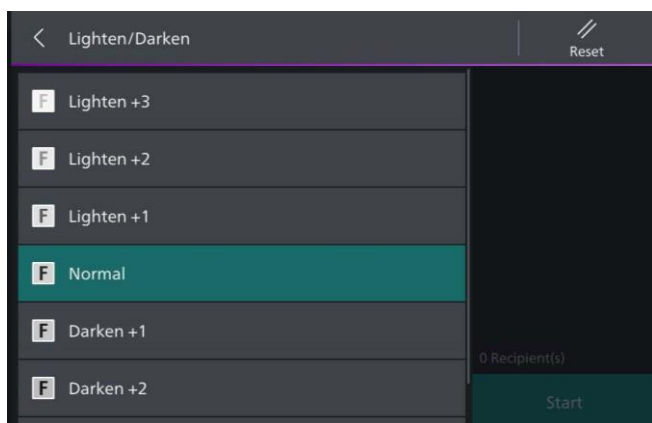 Lighten/Darken
Reset
F Lighten +3
F Lighten +2
F Lighten +1
F Normal
F Darken +1
F Darken +2
0 Recipient(s)
Start